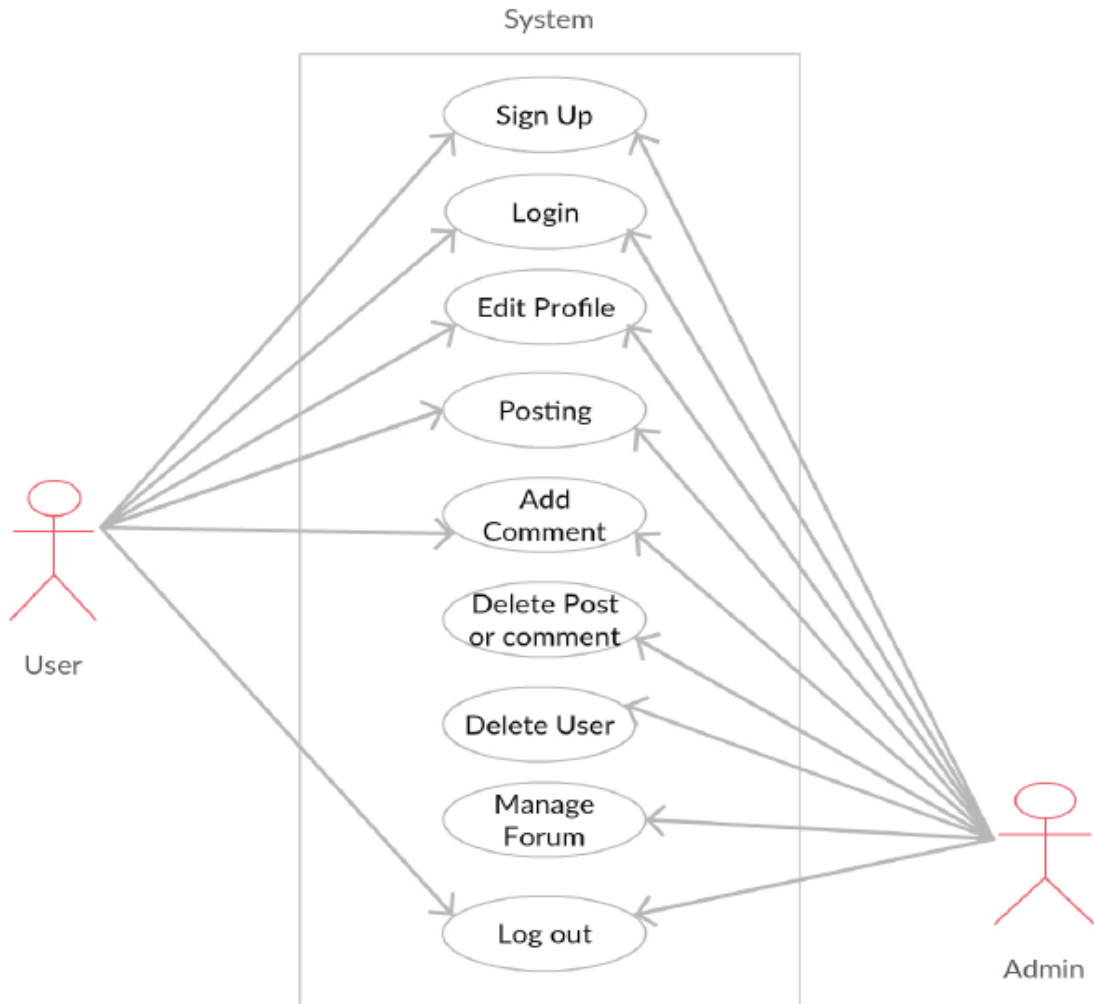 System
Sign Up
Login
Edit Profile
Posting
Add
Comment
Delete Post
or comment
Delete User
Manage
Forum
Log out
User
Admin